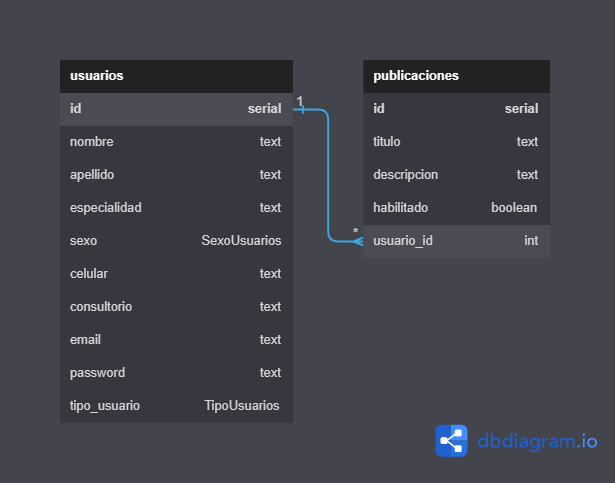 usuarios
id serial
nombre text
apellido text
especialidad text
sexo SexoUsuarios
celular text
consultorio text
email text
password text
tipo_usuario TipoUsuarios
1
*
publicaciones
id serial
titulo text
descripcion text
habilitado boolean
usuario_id int
dbdiagram.io